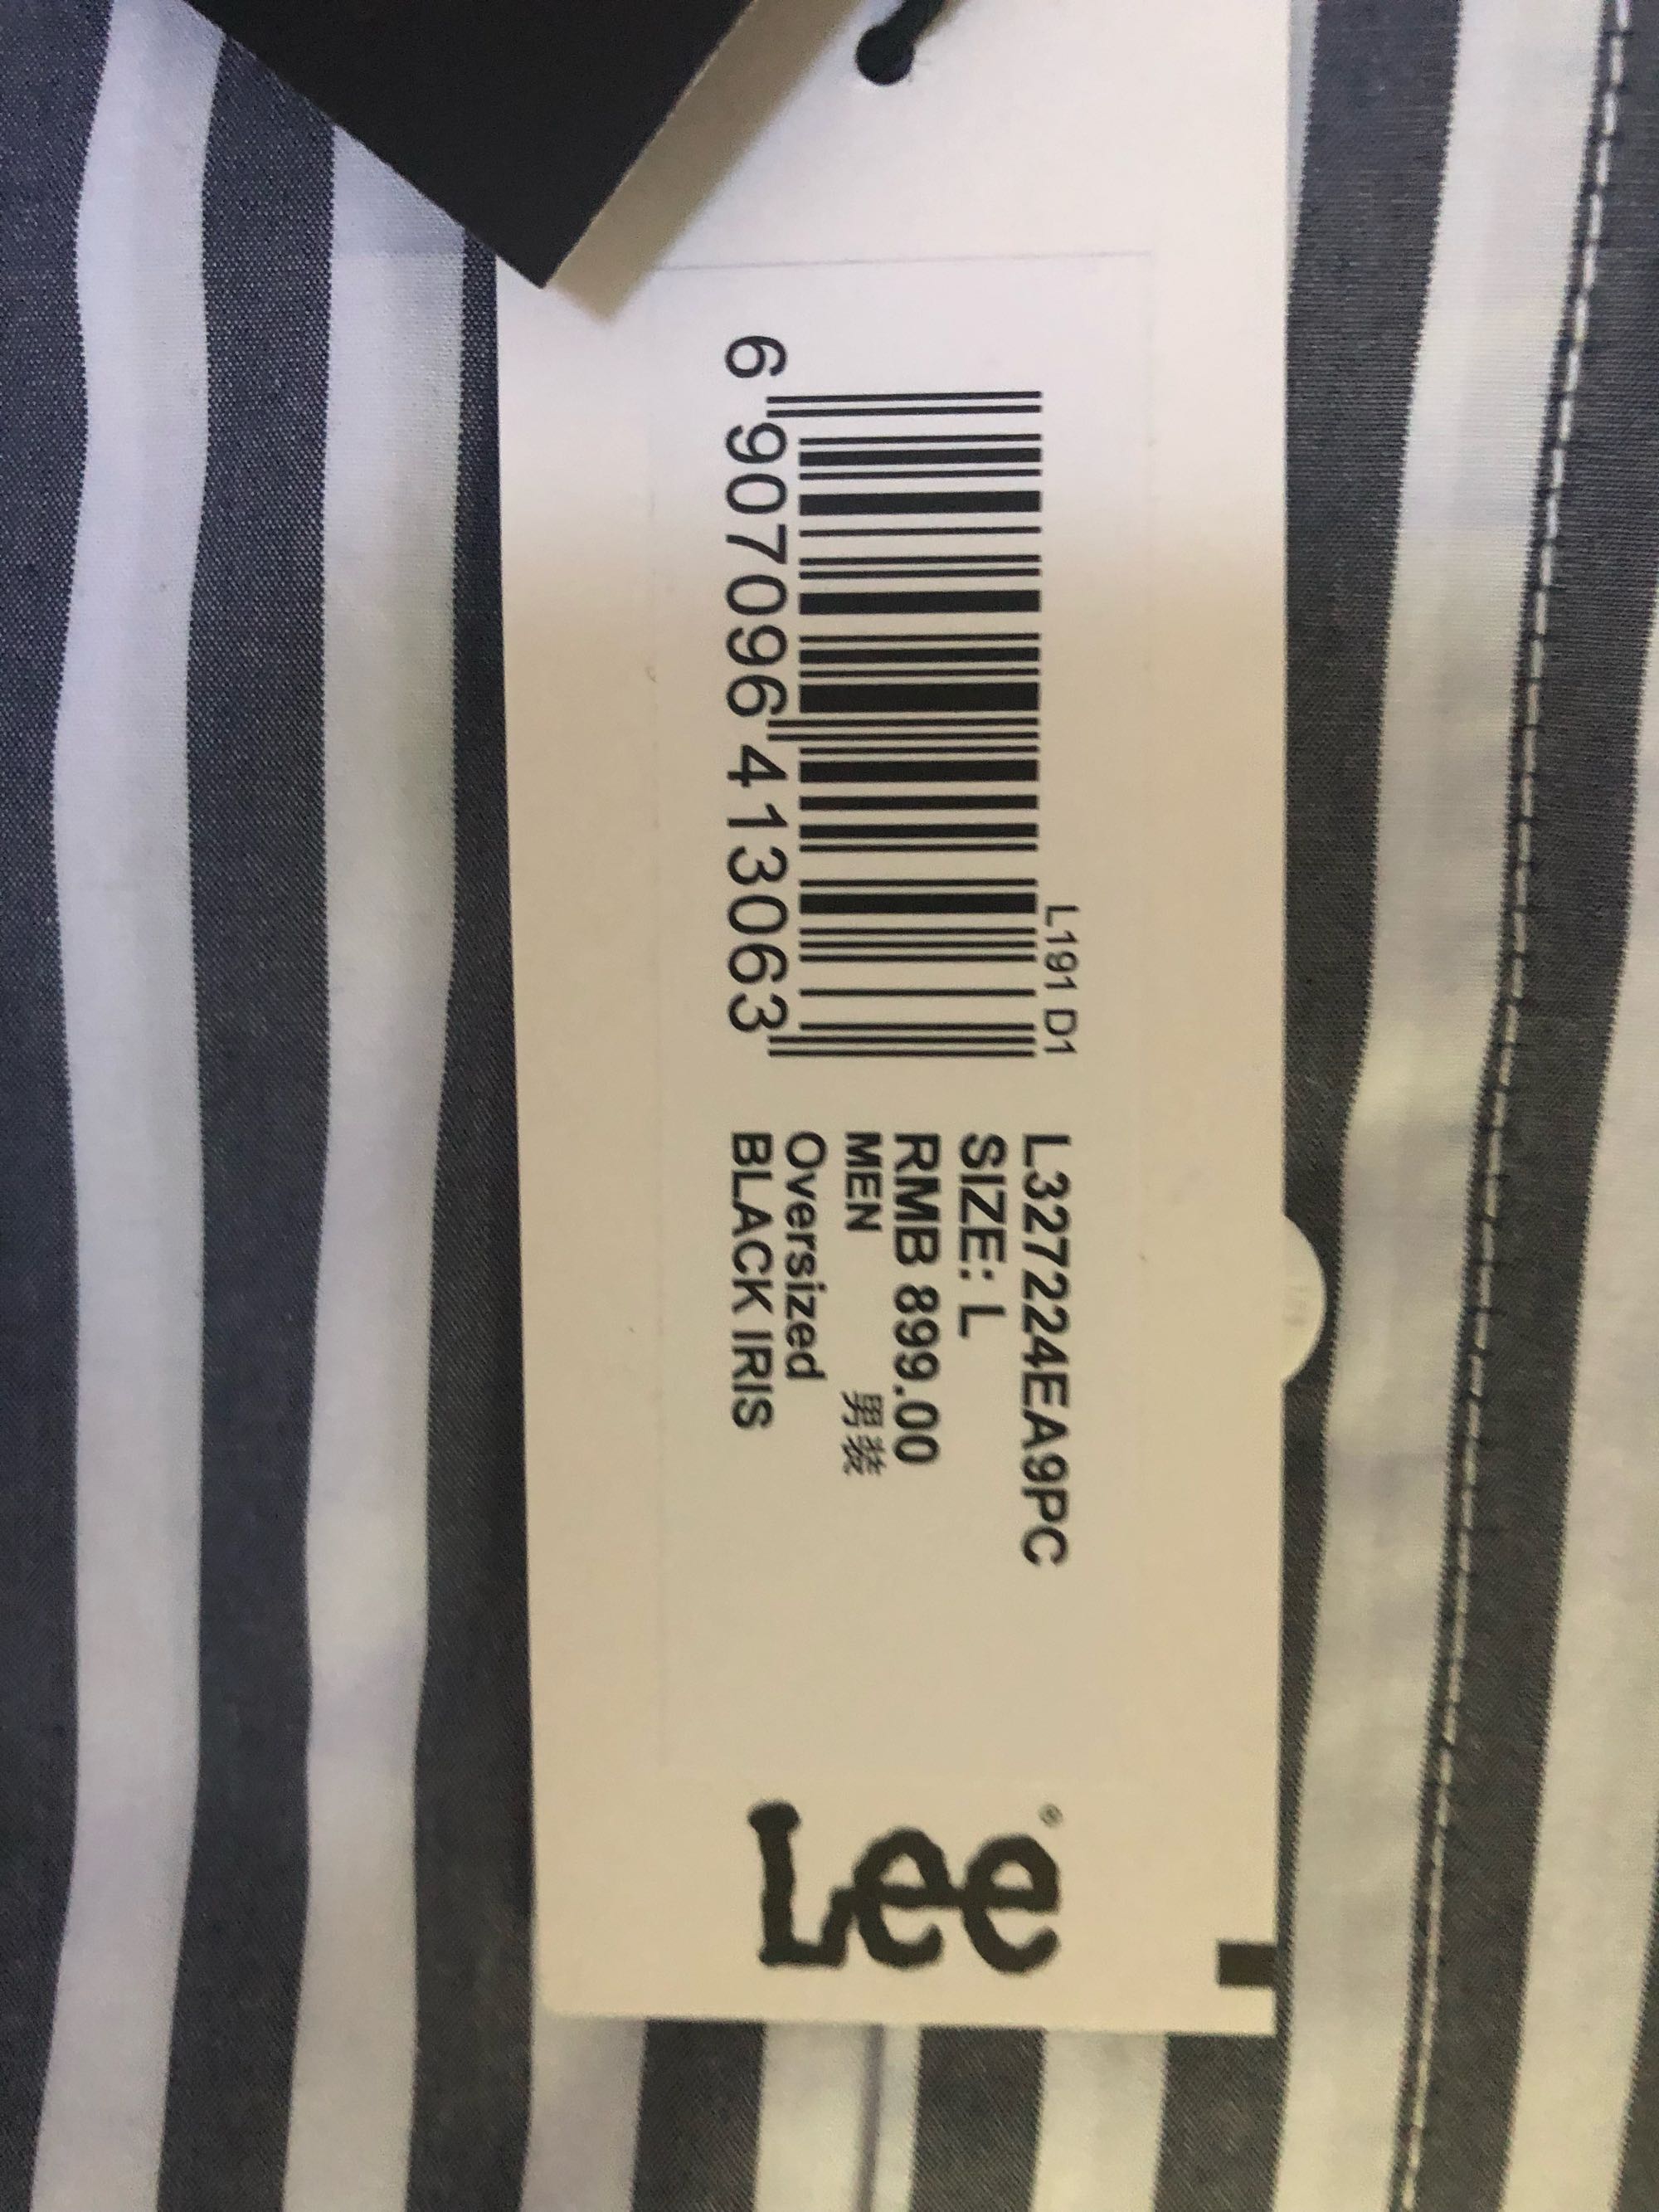 L191 D1
6 907096 413063
L327224EA9PC
SIZE: L
RMB 899.00
MEN 男装
Oversized
BLACK IRIS
Lee®